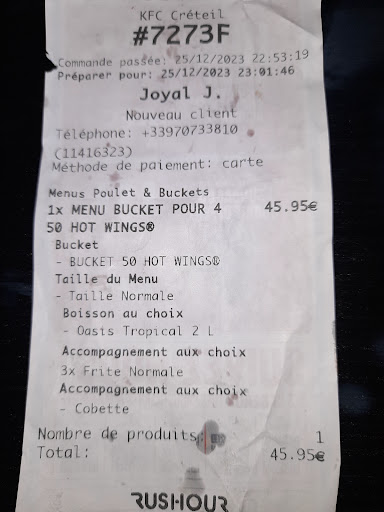 KFC Créteil
#7273F
Commande passée: 25/12/2023 22:53:19
Préparer pour: 25/12/2023 23:01:46
Joyal J.
Nouveau client
Téléphone: +33970733810
(11416323)
Méthode de paiement: carte
Menus Poulet & Buckets
1x MENU BUCKET POUR 4 45.95€
50 HOT WINGS®
Bucket
- BUCKET 50 HOT WINGS®
Taille du Menu
- Taille Normale
Boisson au choix
- Oasis Tropical 2 L
Accompagnement aux choix
3x Frite Normale
Accompagnement aux choix
- Cobette
Nombre de produits 1
Total: 45.95€
RUSHOUR